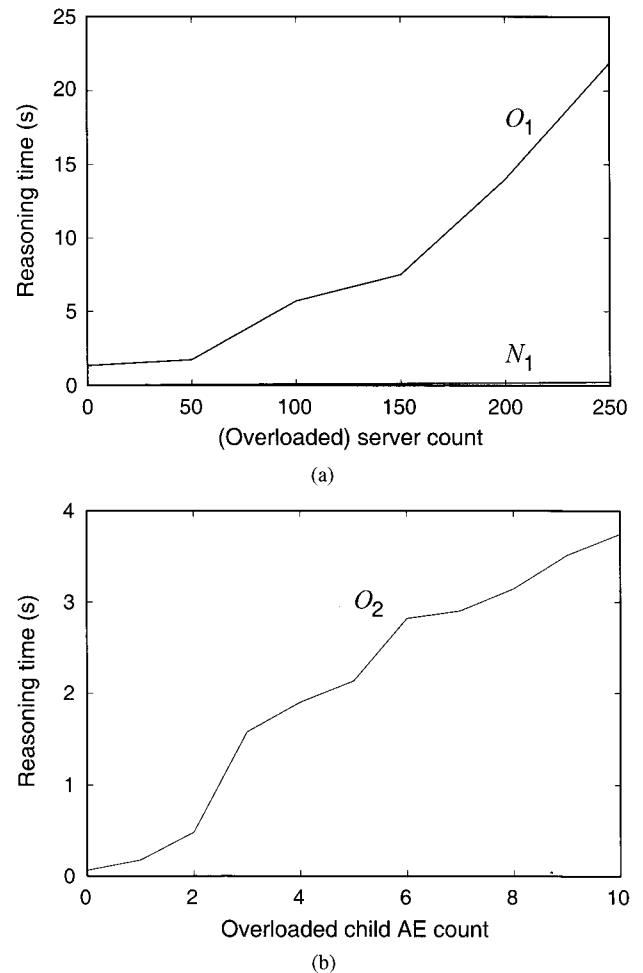 25
20
15
10
5
0
Reasoning time (s)
O1
N1
0 50 100 150 200 250
(Overloaded) server count
(a)
4
3
2
1
0
Reasoning time (s)
O2
0 2 4 6 8 10
Overloaded child AE count
(b)